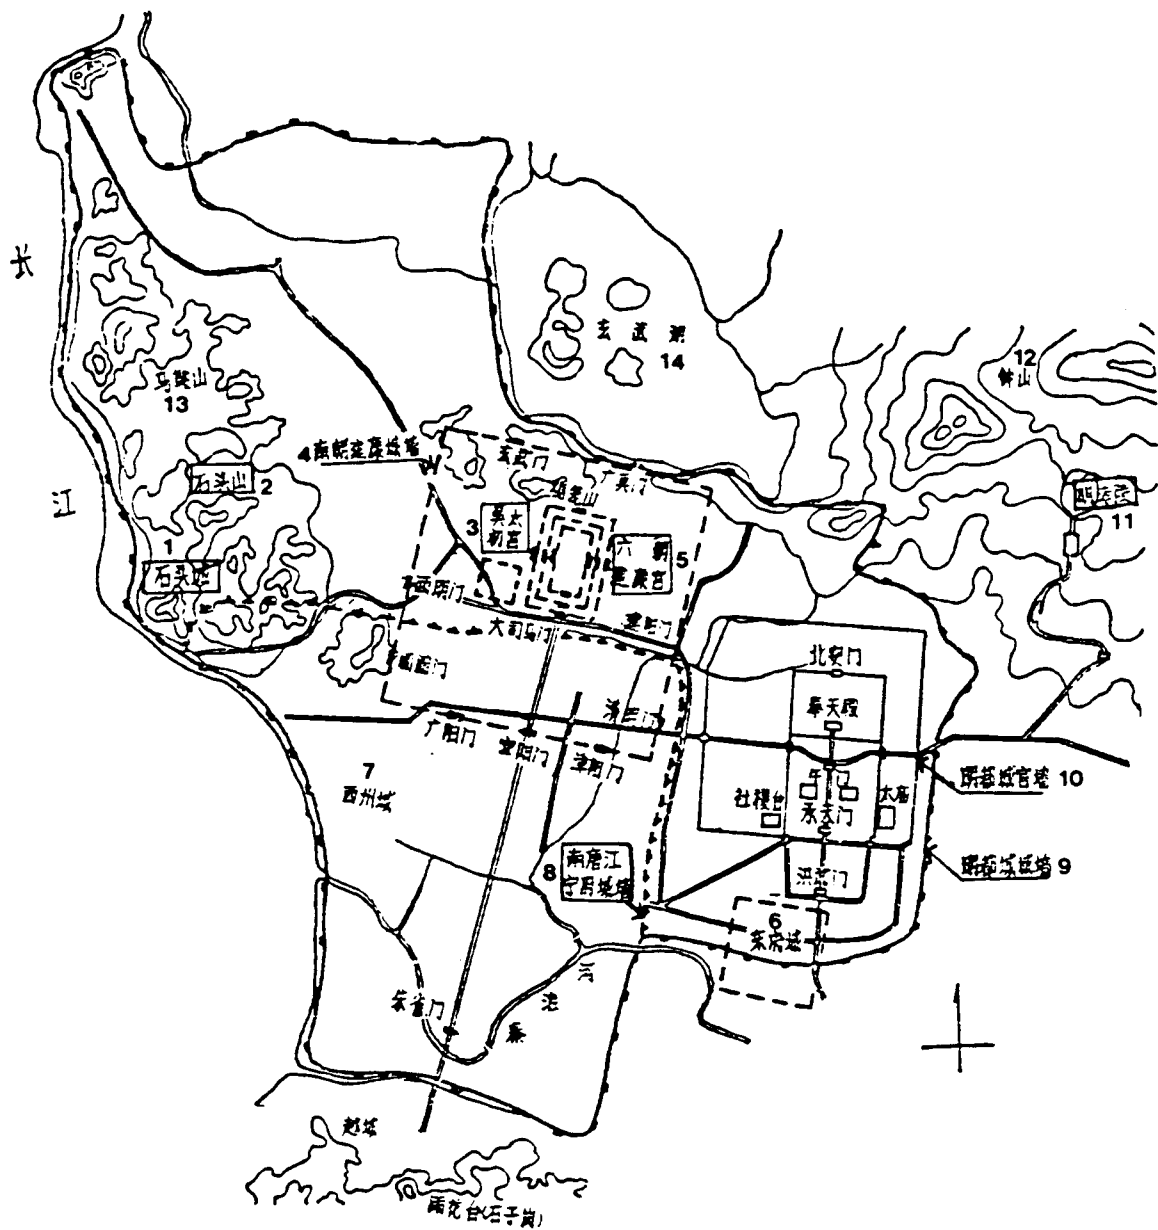 长
江
玄武湖
14
12
钟山
马鞍山
13
4 南朝建康城墙
玄武门
广莫门
石头山 2
鸡笼山
3
吴太
初宫
六朝
建康宫
5
明孝陵
11
1
石头城
西明门
大司马门
建阳门
北安门
奉天殿
清明门
广阳门
宣阳门
津阳门
7
西州城
午门
社稷台
太庙
承天门
明都城宫墙 10
8
南唐江
宁府城墙
洪武门
明都城城墙 9
6
东府城
朱雀门
秦淮河
越城
雨花台(石子岗)